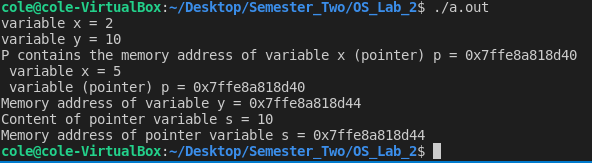 cole@cole-VirtualBox:~/Desktop/Semester_Two/OS_Lab_2$ ./a.out
variable x = 2
variable y = 10
P contains the memory address of variable x (pointer) p = 0x7ffe8a818d40
 variable x = 5
 variable (pointer) p = 0x7ffe8a818d40
Memory address of variable y = 0x7ffe8a818d44
Content of pointer variable s = 10
Memory address of pointer variable s = 0x7ffe8a818d44
cole@cole-VirtualBox:~/Desktop/Semester_Two/OS_Lab_2$